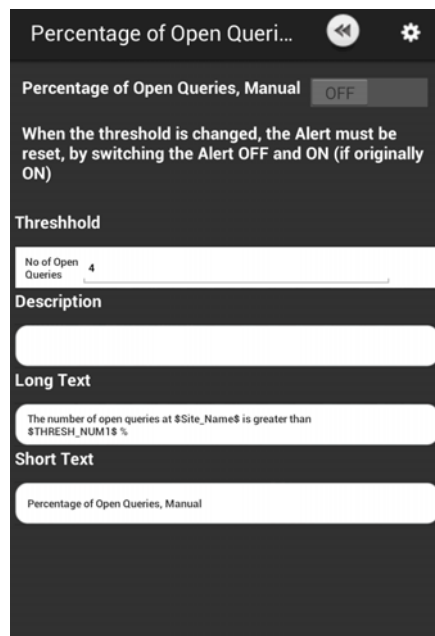 Percentage of Open Queri...
Percentage of Open Queries, Manual
OFF
When the threshold is changed, the Alert must be
reset, by switching the Alert OFF and ON (if originally
ON)
Threshhold
No of Open
Queries
4
Description
Long Text
The number of open queries at $Site_Name$ is greater than
$THRESH_NUM1$ %
Short Text
Percentage of Open Queries, Manual